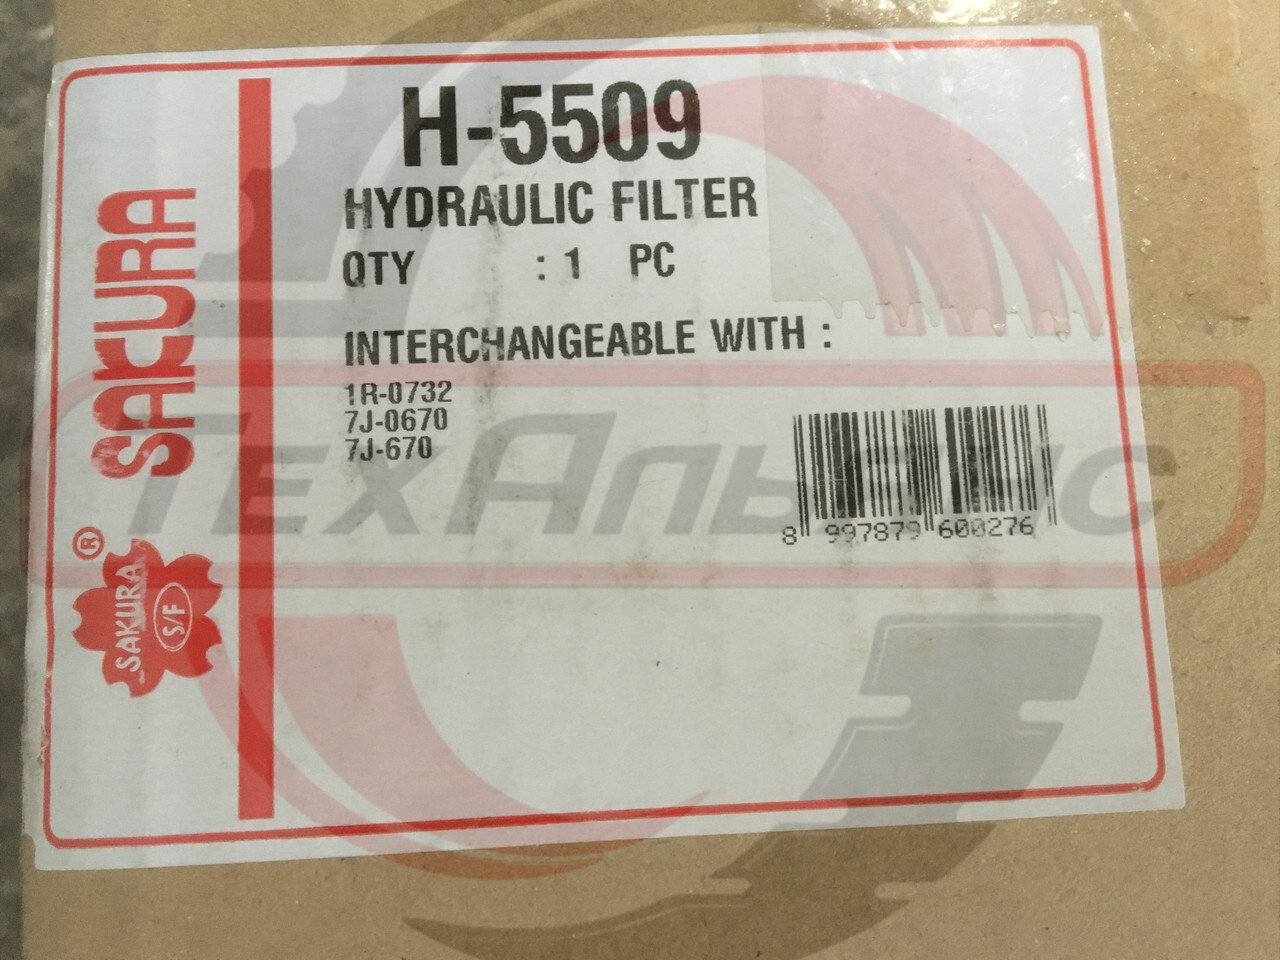 H-5509
HYDRAULIC FILTER
QTY : 1 PC
INTERCHANGEABLE WITH :
1R-0732
7J-0670
7J-670
8 997879 600276
SAKURA
®
SAKURA
S/F
ТЕХАЛЬЯНС